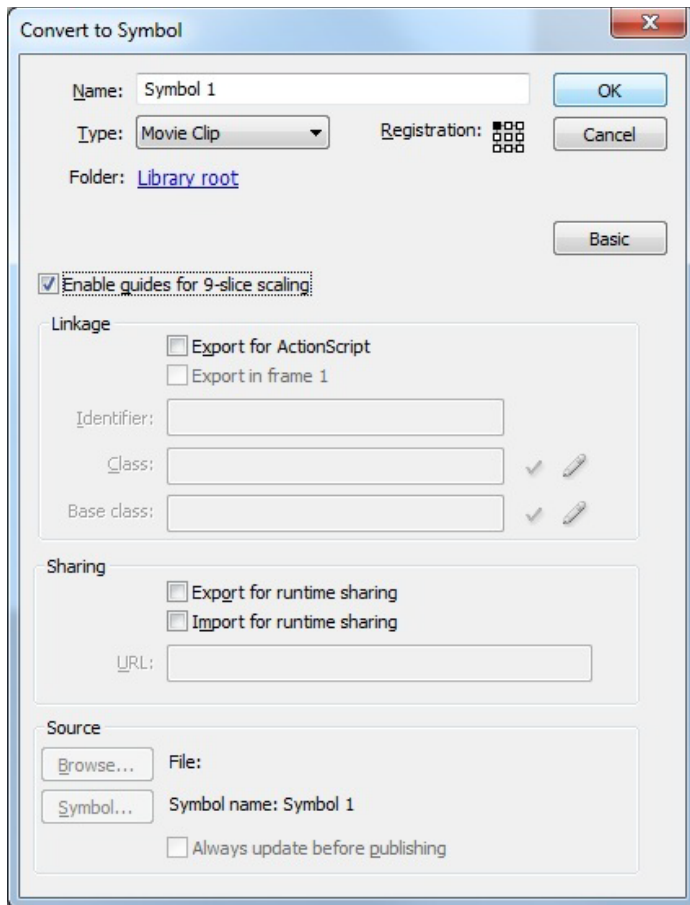 Convert to Symbol
Name: Symbol 1 OK
Type: Movie Clip Registration: Cancel
Folder: Library root
Basic
Enable guides for 9-slice scaling
Linkage
Export for ActionScript
Export in frame 1
Identifier:
Class:
Base class:
Sharing
Export for runtime sharing
Import for runtime sharing
URL:
Source
Browse... File:
Symbol... Symbol name: Symbol 1
Always update before publishing